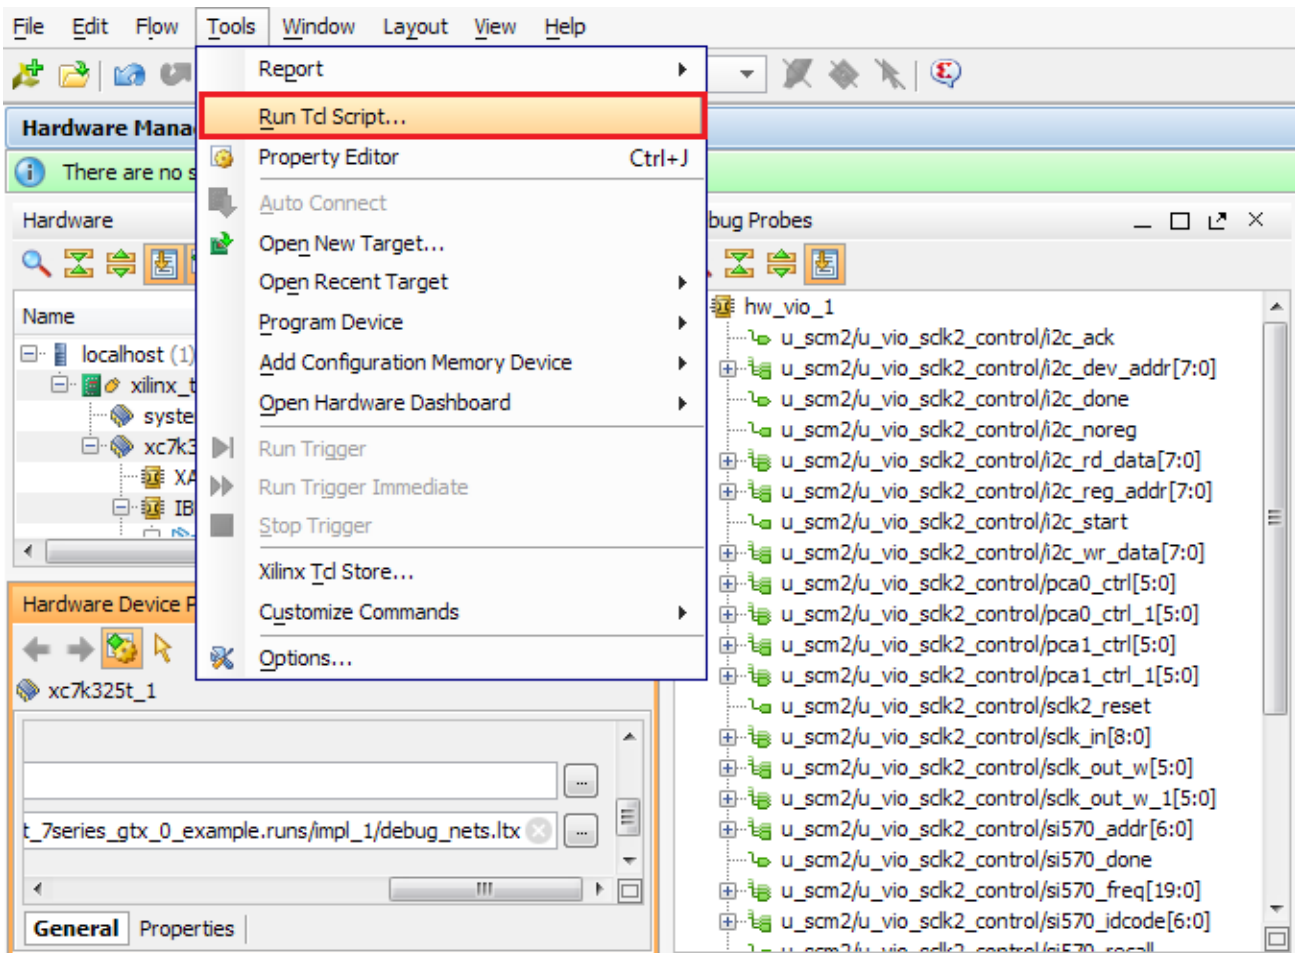 File Edit Flow Tools Window Layout View Help
Report
Run Tcl Script...
Hardware Mana
Property Editor Ctrl+J
There are no s
Auto Connect
Hardware
bug Probes
Open New Target...
Open Recent Target
Name
Program Device
localhost (1)
Add Configuration Memory Device
xilinx_t
Open Hardware Dashboard
syste
xc7k3
Run Trigger
XA
Run Trigger Immediate
IB
Stop Trigger
Xilinx Tcl Store...
Customize Commands
Options...
hw_vio_1
u_scm2/u_vio_sclk2_control/i2c_ack
u_scm2/u_vio_sclk2_control/i2c_dev_addr[7:0]
u_scm2/u_vio_sclk2_control/i2c_done
u_scm2/u_vio_sclk2_control/i2c_noreg
u_scm2/u_vio_sclk2_control/i2c_rd_data[7:0]
u_scm2/u_vio_sclk2_control/i2c_reg_addr[7:0]
u_scm2/u_vio_sclk2_control/i2c_start
u_scm2/u_vio_sclk2_control/i2c_wr_data[7:0]
u_scm2/u_vio_sclk2_control/pca0_ctrl[5:0]
u_scm2/u_vio_sclk2_control/pca0_ctrl_1[5:0]
u_scm2/u_vio_sclk2_control/pca1_ctrl[5:0]
u_scm2/u_vio_sclk2_control/pca1_ctrl_1[5:0]
u_scm2/u_vio_sclk2_control/sclk2_reset
u_scm2/u_vio_sclk2_control/sclk_in[8:0]
u_scm2/u_vio_sclk2_control/sclk_out_w[5:0]
u_scm2/u_vio_sclk2_control/sclk_out_w_1[5:0]
u_scm2/u_vio_sclk2_control/si570_addr[6:0]
u_scm2/u_vio_sclk2_control/si570_done
u_scm2/u_vio_sclk2_control/si570_freq[19:0]
u_scm2/u_vio_sclk2_control/si570_idcode[6:0]
u_scm2/u_vio_sclk2_control/si570_recall
Hardware Device P
xc7k325t_1
...
t_7series_gtx_0_example.runs/impl_1/debug_nets.ltx ...
General Properties